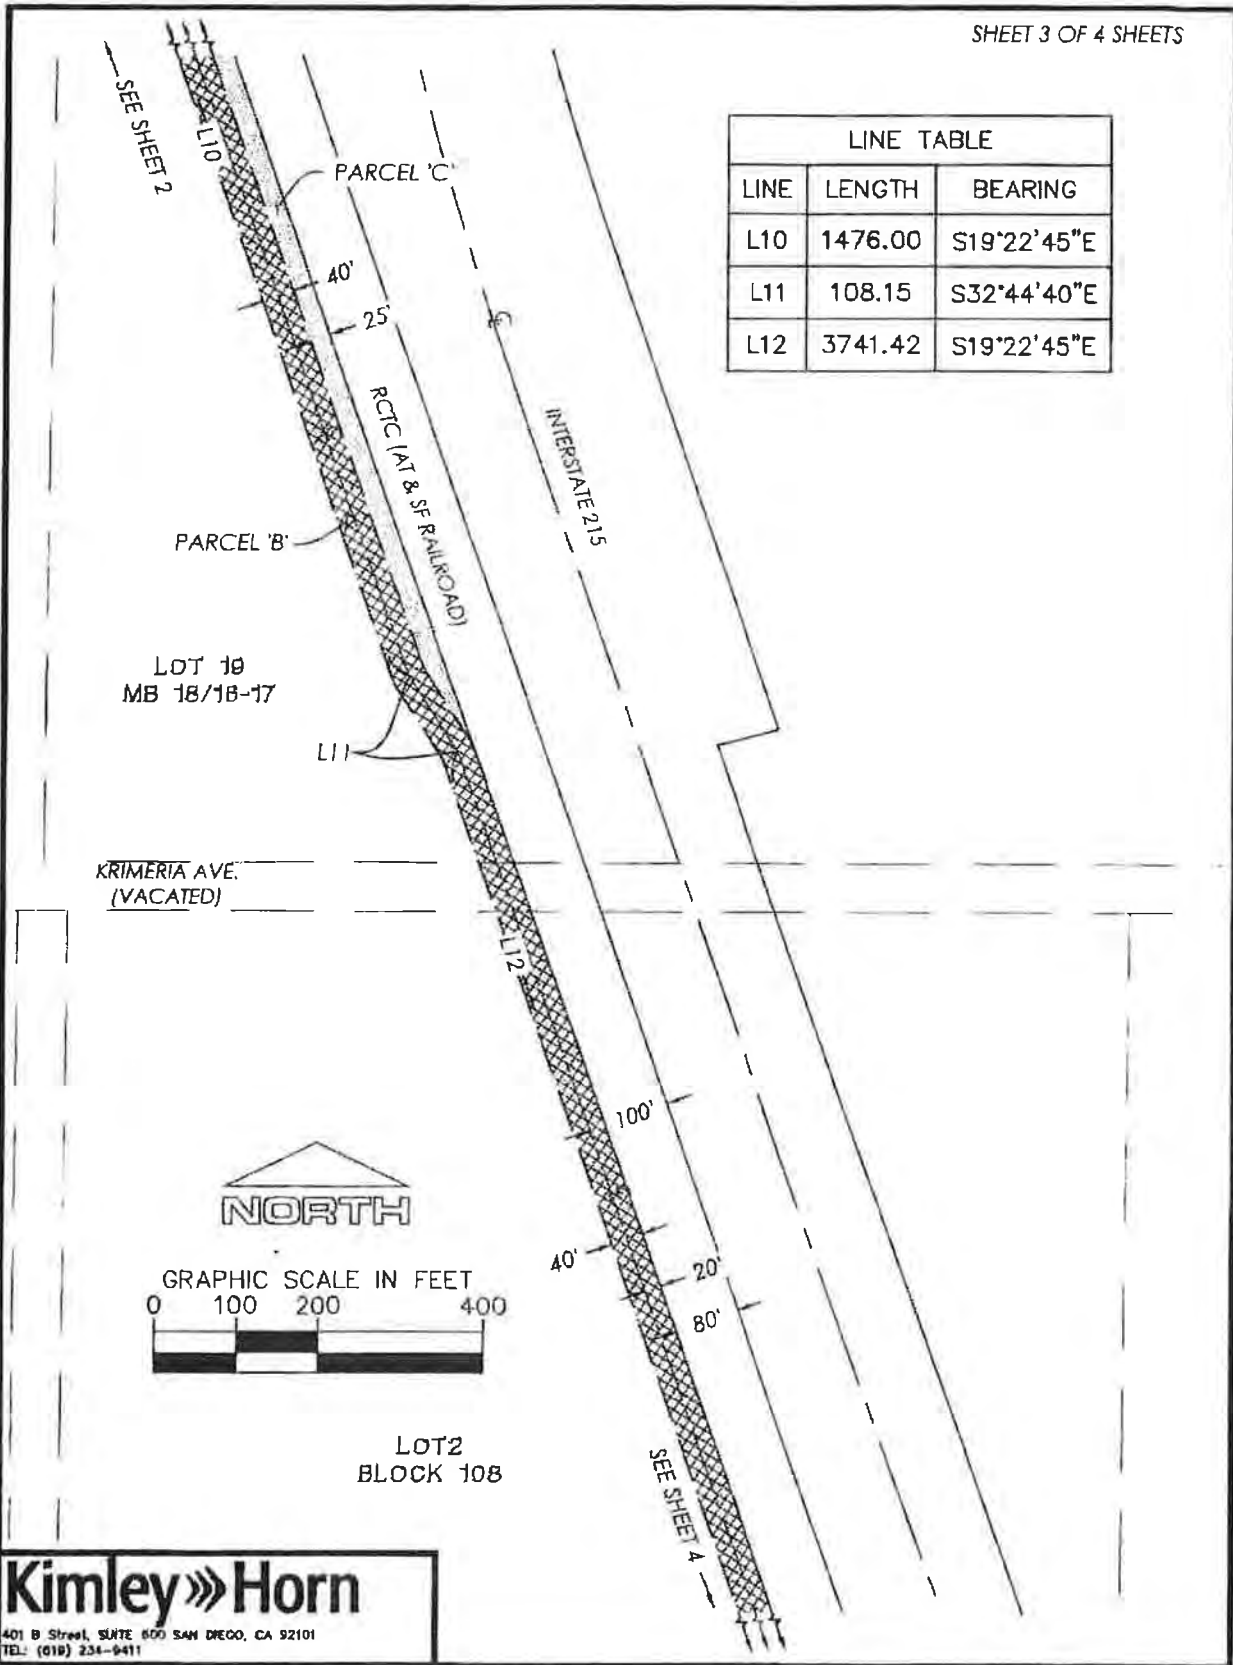 SHEET 3 OF 4 SHEETS
SEE SHEET 2
L10
PARCEL 'C'
LINE TABLE
LINE LENGTH BEARING
L10 1476.00 S19°22'45"E
L11 108.15 S32°44'40"E
L12 3741.42 S19°22'45"E
40'
25'
RCTC (AT & SF RAILROAD)
INTERSTATE 215
PARCEL 'B'
LOT 19
MB 18/16-17
L11
KRIMERIA AVE.
(VACATED)
L12
100'
NORTH
40'
20'
80'
GRAPHIC SCALE IN FEET
0 100 200 400
LOT2
BLOCK 108
SEE SHEET 4
Kimley»Horn
401 B Street, SUITE 600 SAN DIEGO, CA 92101
TEL: (619) 234-9411